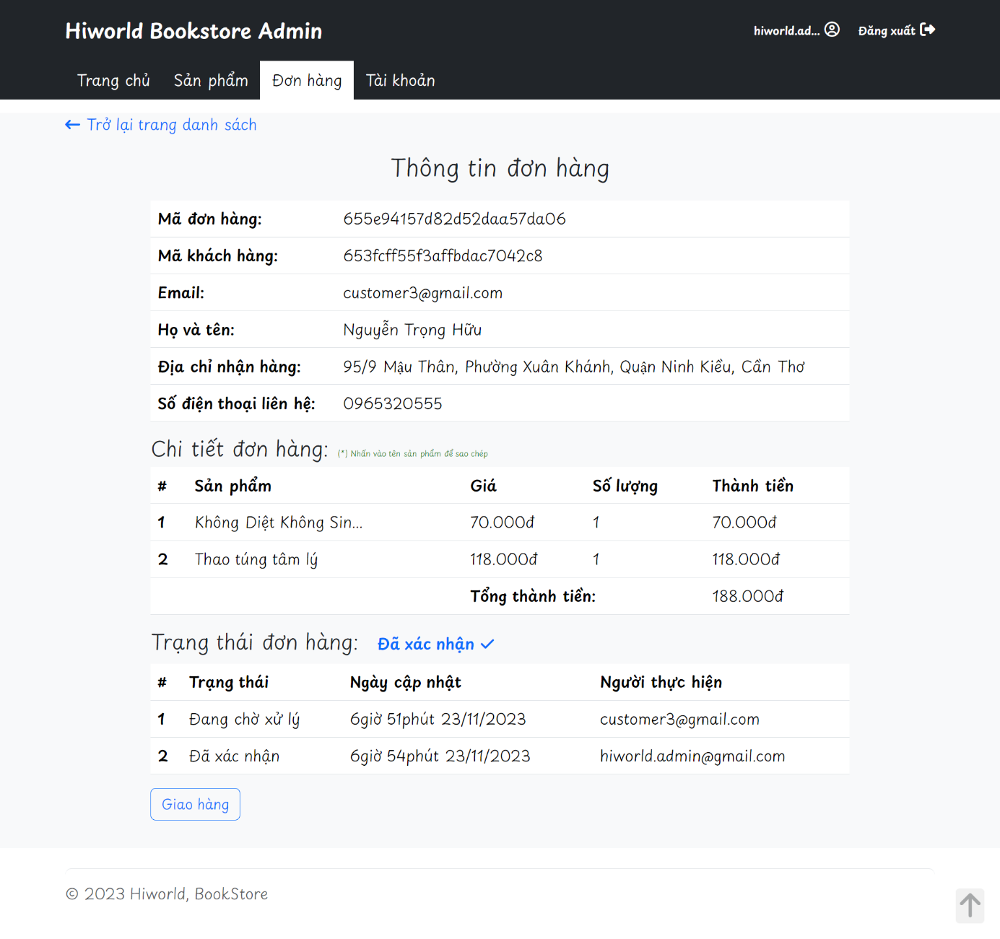 Hiworld Bookstore Admin
hiworld.ad... Đăng xuất
Trang chủ Sản phẩm Đơn hàng Tài khoản
Trở lại trang danh sách
Thông tin đơn hàng
Mã đơn hàng: 655e94157d82d52daa57da06
Mã khách hàng: 653fcff55f3affbdac7042c8
Email: customer3@gmail.com
Họ và tên: Nguyễn Trọng Hữu
Địa chỉ nhận hàng: 95/9 Mậu Thân, Phường Xuân Khánh, Quận Ninh Kiều, Cần Thơ
Số điện thoại liên hệ: 0965320555
Chi tiết đơn hàng: (*) Nhấn vào tên sản phẩm để sao chép
# Sản phẩm Giá Số lượng Thành tiền
1 Không Diệt Không Sin... 70.000đ 1 70.000đ
2 Thao túng tâm lý 118.000đ 1 118.000đ
Tổng thành tiền: 188.000đ
Trạng thái đơn hàng: Đã xác nhận
# Trạng thái Ngày cập nhật Người thực hiện
1 Đang chờ xử lý 6giờ 51phút 23/11/2023 customer3@gmail.com
2 Đã xác nhận 6giờ 54phút 23/11/2023 hiworld.admin@gmail.com
Giao hàng
© 2023 Hiworld, BookStore